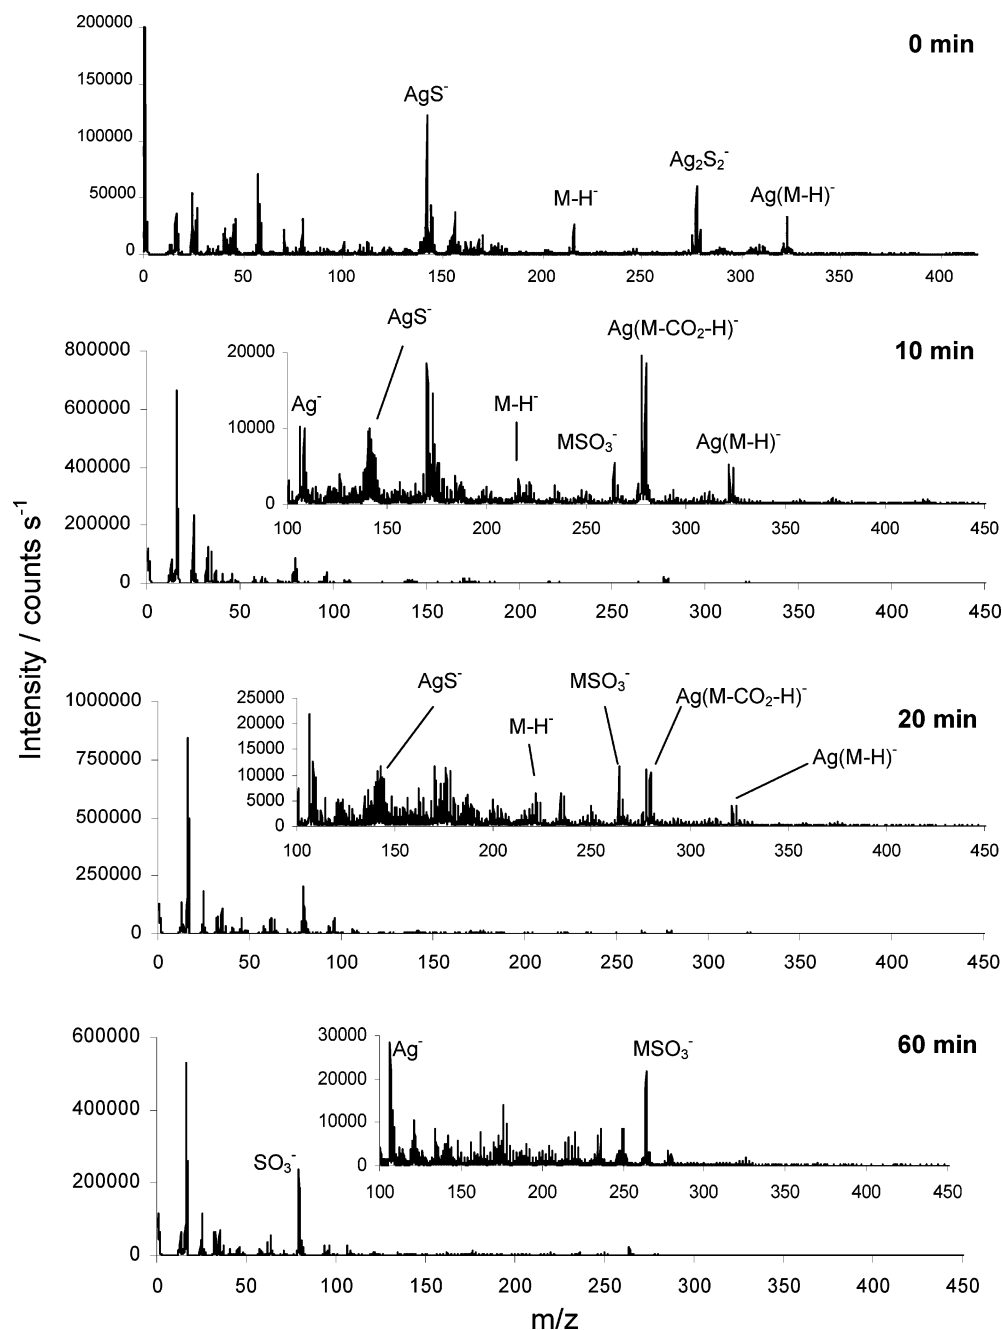 200000
0 min
150000
AgS⁻
100000
Ag₂S₂⁻
M-H⁻
Ag(M-H)⁻
50000
0
0 50 100 150 200 250 300 350 400
AgS⁻
Ag(M-CO₂-H)⁻
800000
20000
10 min
600000
Ag⁻
M-H⁻
10000
MSO₃⁻
Ag(M-H)⁻
400000
0
100 150 200 250 300 350 400 450
200000
0
0 50 100 150 200 250 300 350 400 450
Intensity / counts s⁻¹
AgS⁻
MSO₃⁻
Ag(M-CO₂-H)⁻
1000000
25000
20 min
20000
M-H⁻
Ag(M-H)⁻
750000
15000
10000
5000
500000
0
100 150 200 250 300 350 400 450
250000
0
0 50 100 150 200 250 300 350 400 450
600000
30000
Ag⁻
MSO₃⁻
60 min
20000
400000
10000
SO₃⁻
0
200000
100 150 200 250 300 350 400 450
0
0 50 100 150 200 250 300 350 400 450
m/z